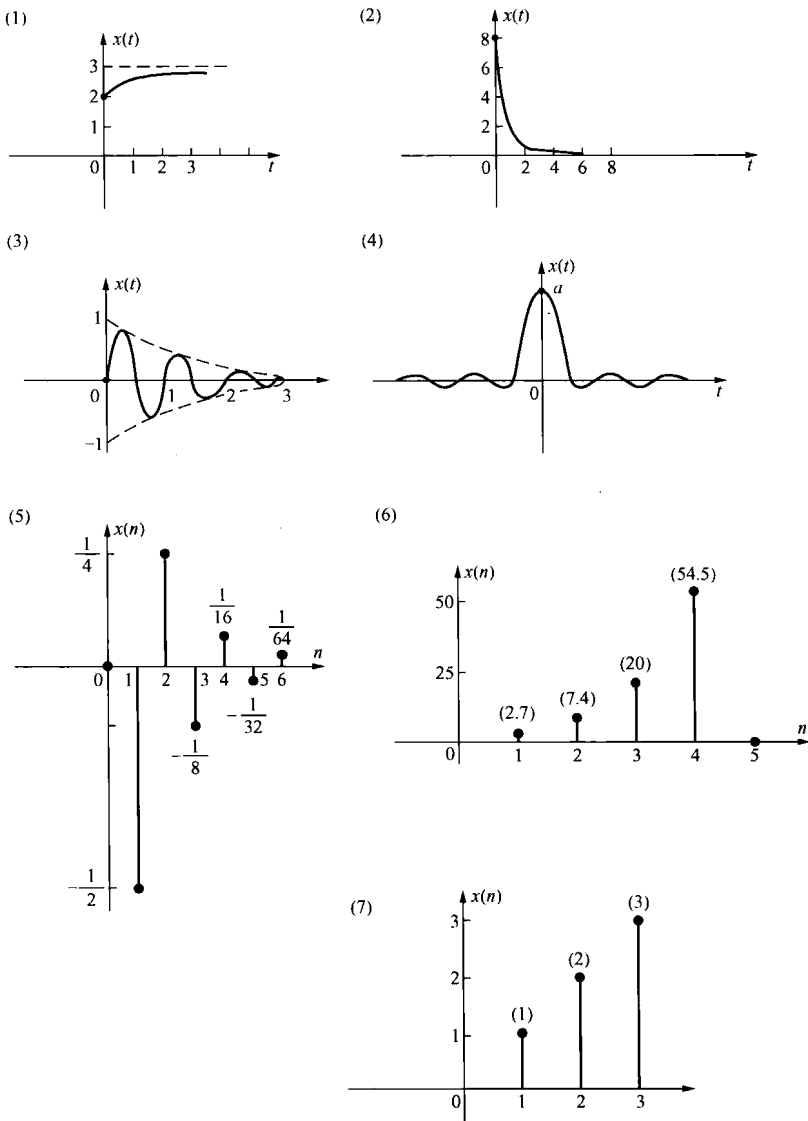 (1)
x(t)
3
2
1
0 1 2 3 t
(2)
x(t)
8
6
4
2
0 2 4 6 8 t
(3)
x(t)
1
0 1 2 3
−1
(4)
x(t)
a
0 t
(5)
x(n)
1/4
1/16
1/64
n
0 1 2 3 4 5 6
−1/32
−1/8
−1/2
(6)
x(n)
(54.5)
50
(20)
25
(7.4)
(2.7)
0 1 2 3 4 5 n
(7)
x(n)
(3)
3
(2)
2
(1)
1
0 1 2 3